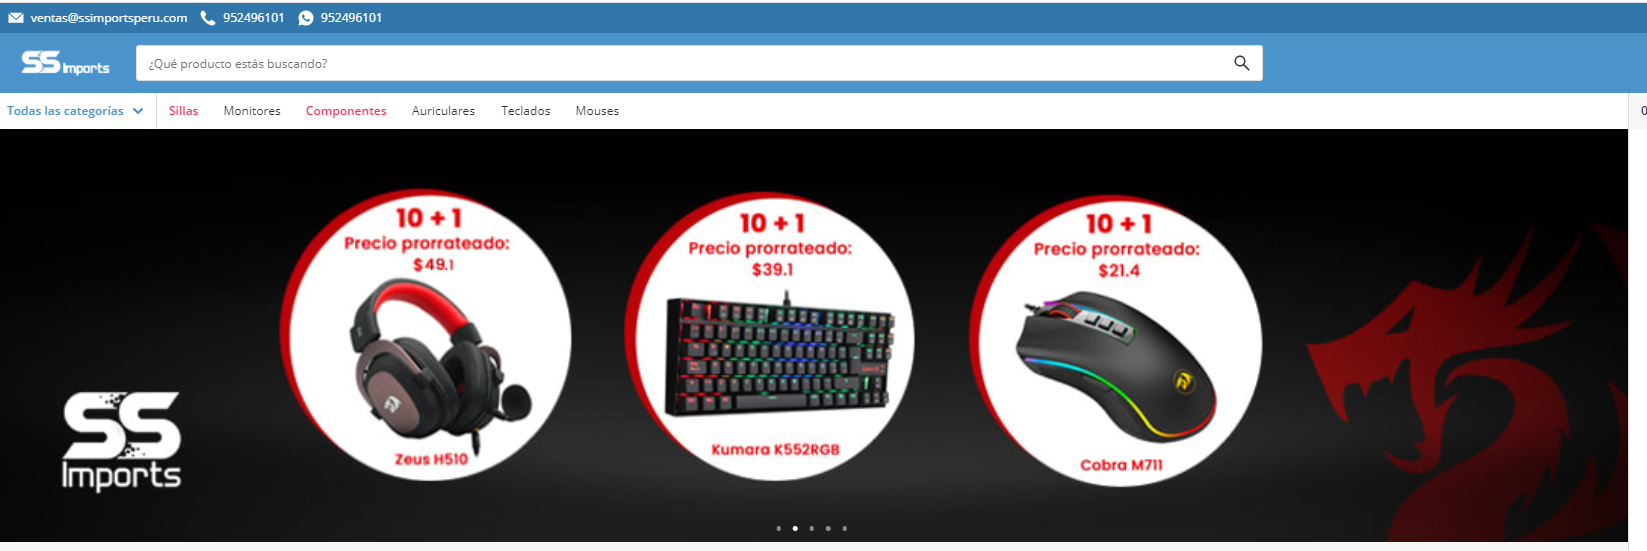 ventas@ssimportsperu.com 952496101 952496101
SS Imports
¿Qué producto estás buscando?
Todas las categorías Sillas Monitores Componentes Auriculares Teclados Mouses
0
10 + 1
Precio prorrateado:
$49.1
Zeus H510
10 + 1
Precio prorrateado:
$39.1
Kumara K552RGB
10 + 1
Precio prorrateado:
$21.4
Cobra M711
SS
Imports